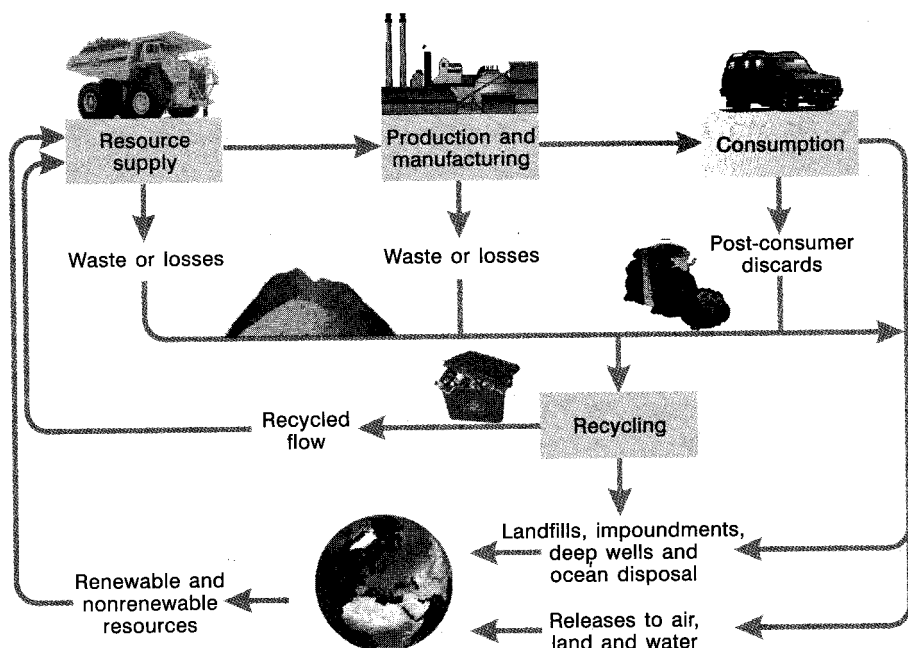 Resource
supply
Production and
manufacturing
Consumption
Waste or losses
Waste or losses
Post-consumer
discards
Recycled
flow
Recycling
Landfills, impoundments,
deep wells and
ocean disposal
Renewable and
nonrenewable
resources
Releases to air,
land and water